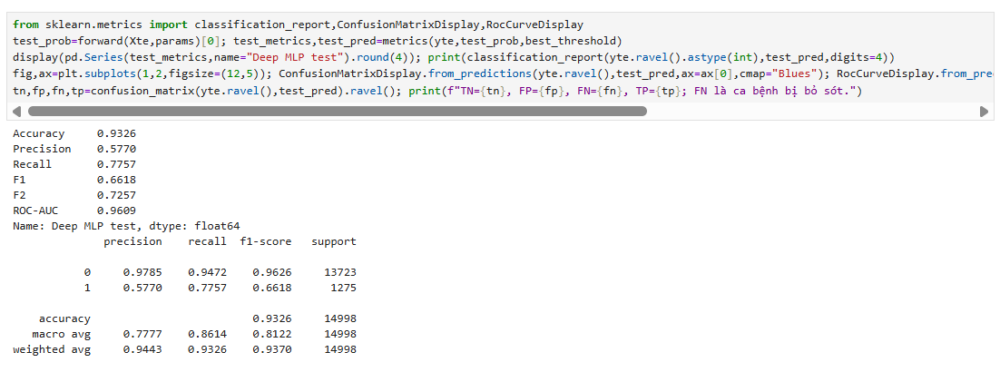 from sklearn.metrics import classification_report,ConfusionMatrixDisplay,RocCurveDisplay
test_prob=forward(Xte,params)[0]; test_metrics,test_pred=metrics(yte,test_prob,best_threshold)
display(pd.Series(test_metrics,name="Deep MLP test").round(4)); print(classification_report(yte.ravel().astype(int),test_pred,digits=4))
fig,ax=plt.subplots(1,2,figsize=(12,5)); ConfusionMatrixDisplay.from_predictions(yte.ravel(),test_pred,ax=ax[0],cmap="Blues"); RocCurveDisplay.from_pre
tn,fp,fn,tp=confusion_matrix(yte.ravel(),test_pred).ravel(); print(f"TN={tn}, FP={fp}, FN={fn}, TP={tp}; FN là ca bệnh bị bỏ sót.")
Accuracy 0.9326
Precision 0.5770
Recall 0.7757
F1 0.6618
F2 0.7257
ROC-AUC 0.9609
Name: Deep MLP test, dtype: float64
precision recall f1-score support
0 0.9785 0.9472 0.9626 13723
1 0.5770 0.7757 0.6618 1275
accuracy 0.9326 14998
macro avg 0.7777 0.8614 0.8122 14998
weighted avg 0.9443 0.9326 0.9370 14998